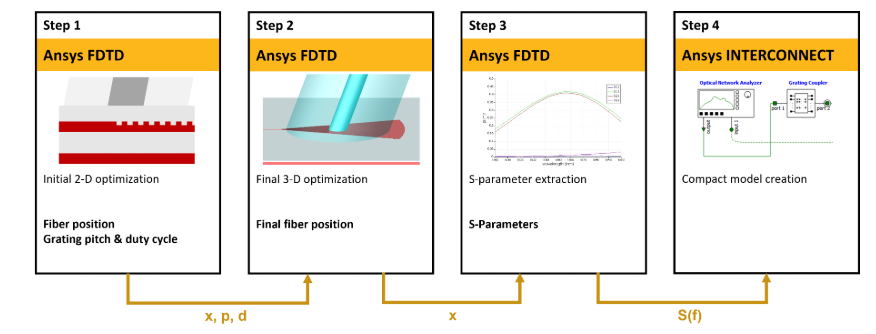 Step 1
Ansys FDTD
Initial 2-D optimization
Fiber position
Grating pitch & duty cycle
Step 2
Ansys FDTD
Final 3-D optimization
Final fiber position
Step 3
Ansys FDTD
S-parameter extraction
S-Parameters
Step 4
Ansys INTERCONNECT
Optical Network Analyzer
Grating Coupler
port 1
port 2
output
input 1
Compact model creation
x, p, d
x
S(f)